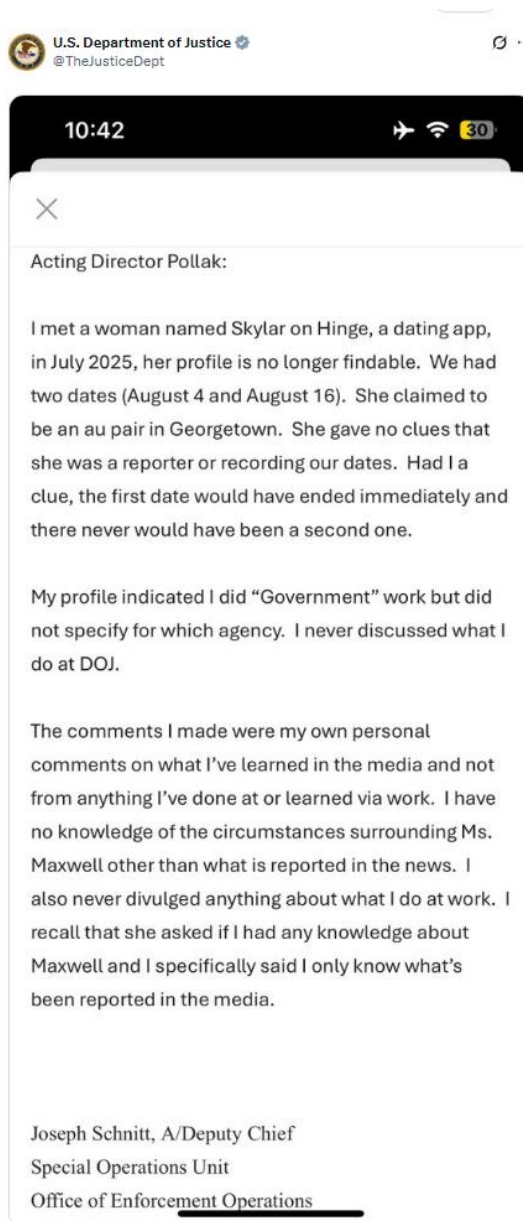 U.S. Department of Justice
@TheJusticeDept
10:42
30
Acting Director Pollak:
I met a woman named Skylar on Hinge, a dating app,
in July 2025, her profile is no longer findable.  We had
two dates (August 4 and August 16).  She claimed to
be an au pair in Georgetown.  She gave no clues that
she was a reporter or recording our dates.  Had I a
clue, the first date would have ended immediately and
there never would have been a second one.
My profile indicated I did “Government” work but did
not specify for which agency.  I never discussed what I
do at DOJ.
The comments I made were my own personal
comments on what I’ve learned in the media and not
from anything I’ve done at or learned via work.  I have
no knowledge of the circumstances surrounding Ms.
Maxwell other than what is reported in the news.  I
also never divulged anything about what I do at work.  I
recall that she asked if I had any knowledge about
Maxwell and I specifically said I only know what’s
been reported in the media.
Joseph Schnitt, A/Deputy Chief
Special Operations Unit
Office of Enforcement Operations